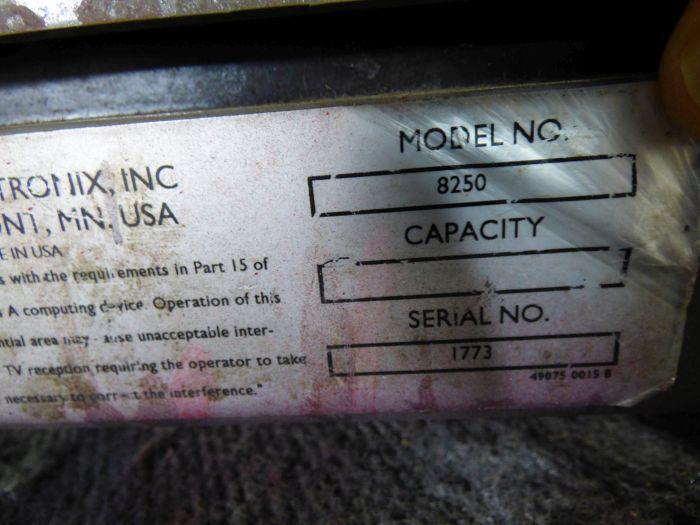 TRONIX, INC
NT, MN. USA
E IN USA
s with the requirements in Part 15 of
s A computing device. Operation of this
ntial area may cause unacceptable inter-
TV reception requiring the operator to take
necessary to correct the interference."
MODEL NO.
8250
CAPACITY
SERIAL NO.
1773
49075 0015 B